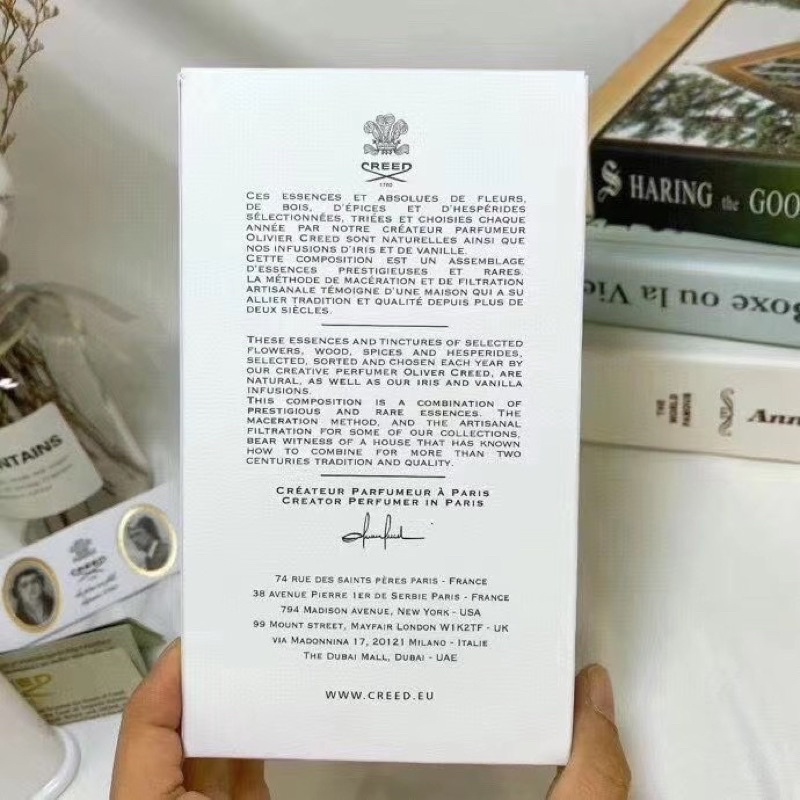 CREED
1760
CES ESSENCES ET ABSOLUES DE FLEURS,
DE BOIS, D'ÉPICES ET D'HESPÉRIDES
SÉLECTIONNÉES, TRIÉES ET CHOISIES CHAQUE
ANNÉE PAR NOTRE CRÉATEUR PARFUMEUR
OLIVIER CREED SONT NATURELLES AINSI QUE
NOS INFUSIONS D'IRIS ET DE VANILLE.
CETTE COMPOSITION EST UN ASSEMBLAGE
D'ESSENCES PRESTIGIEUSES ET RARES.
LA MÉTHODE DE MACÉRATION ET DE FILTRATION
ARTISANALE TÉMOIGNE D'UNE MAISON QUI A SU
ALLIER TRADITION ET QUALITÉ DEPUIS PLUS DE
DEUX SIÈCLES.
THESE ESSENCES AND TINCTURES OF SELECTED
FLOWERS, WOOD, SPICES AND HESPERIDES,
SELECTED, SORTED AND CHOSEN EACH YEAR BY
OUR CREATIVE PERFUMER OLIVER CREED, ARE
NATURAL, AS WELL AS OUR IRIS AND VANILLA
INFUSIONS.
THIS COMPOSITION IS A COMBINATION OF
PRESTIGIOUS AND RARE ESSENCES. THE
MACERATION METHOD, AND THE ARTISANAL
FILTRATION FOR SOME OF OUR COLLECTIONS,
BEAR WITNESS OF A HOUSE THAT HAS KNOWN
HOW TO COMBINE FOR MORE THAN TWO
CENTURIES TRADITION AND QUALITY.
CRÉATEUR PARFUMEUR À PARIS
CREATOR PERFUMER IN PARIS
74 RUE DES SAINTS PÈRES PARIS - FRANCE
38 AVENUE PIERRE 1ER DE SERBIE PARIS - FRANCE
794 MADISON AVENUE, NEW YORK - USA
99 MOUNT STREET, MAYFAIR LONDON W1K2TF - UK
VIA MADONNINA 17, 20121 MILANO - ITALIE
THE DUBAI MALL, DUBAI - UAE
WWW.CREED.EU
SHARING the GOO
Boxe ou la Vie
THE WORLD FAMOUS
Ann
NTAINS
CREED